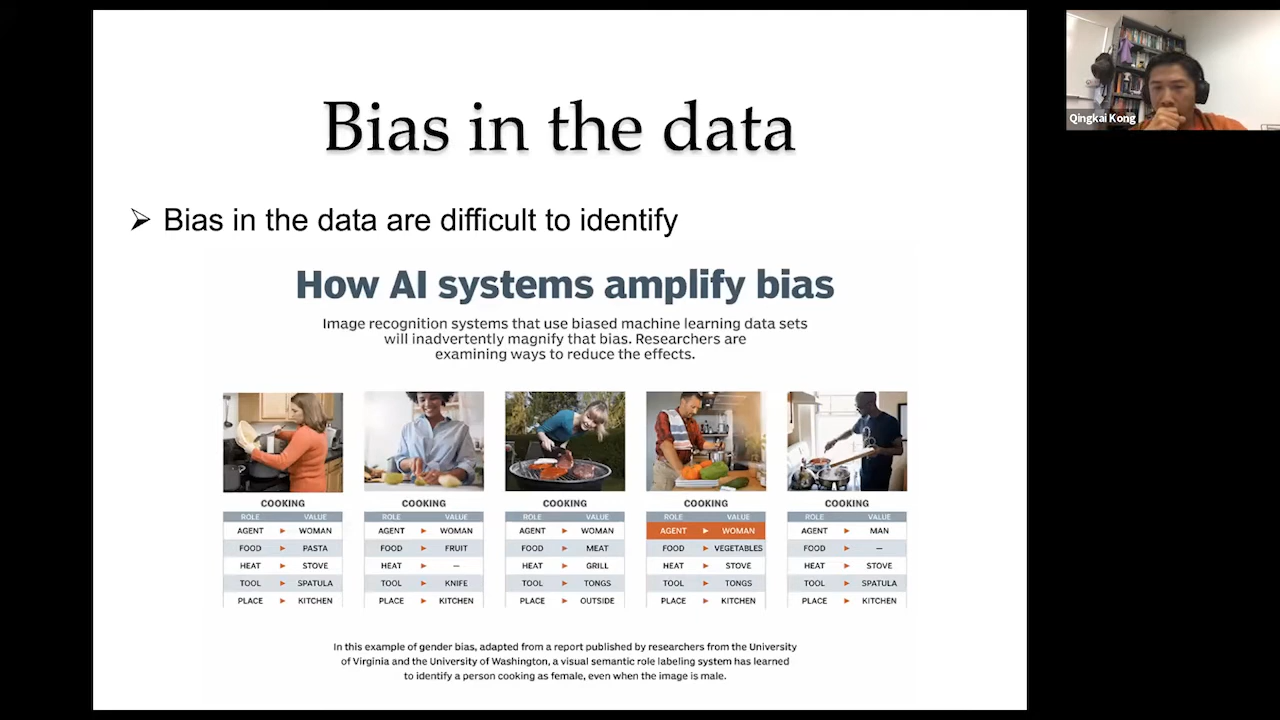 Bias in the data
Bias in the data are difficult to identify
How AI systems amplify bias
Image recognition systems that use biased machine learning data sets
will inadvertently magnify that bias. Researchers are
examining ways to reduce the effects.
COOKING
ROLE VALUE
AGENT ► WOMAN
FOOD ► PASTA
HEAT ► STOVE
TOOL ► SPATULA
PLACE ► KITCHEN
COOKING
ROLE VALUE
AGENT ► WOMAN
FOOD ► FRUIT
HEAT ► —
TOOL ► KNIFE
PLACE ► KITCHEN
COOKING
ROLE VALUE
AGENT ► WOMAN
FOOD ► MEAT
HEAT ► GRILL
TOOL ► TONGS
PLACE ► OUTSIDE
COOKING
ROLE VALUE
AGENT ► WOMAN
FOOD ► VEGETABLES
HEAT ► STOVE
TOOL ► TONGS
PLACE ► KITCHEN
COOKING
ROLE VALUE
AGENT ► MAN
FOOD ► —
HEAT ► STOVE
TOOL ► SPATULA
PLACE ► KITCHEN
In this example of gender bias, adapted from a report published by researchers from the University
of Virginia and the University of Washington, a visual semantic role labeling system has learned
to identify a person cooking as female, even when the image is male.
Qingkai Kong